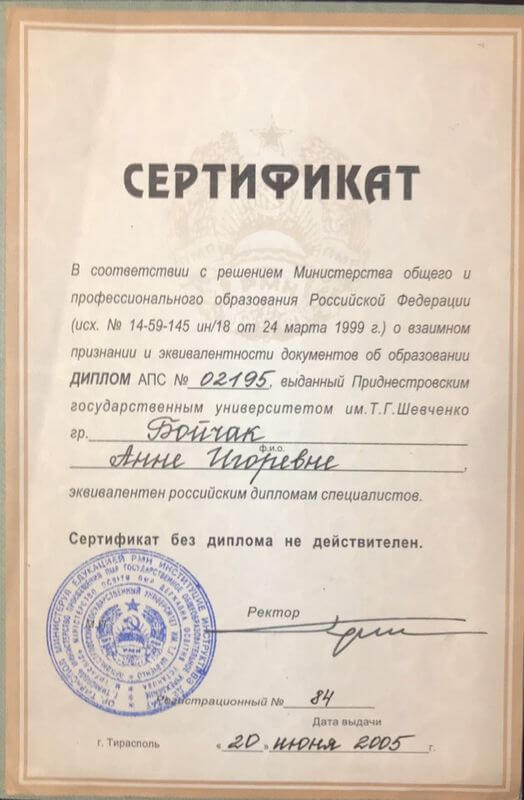 СЕРТИФИКАТ
В соответствии с решением Министерства общего и
профессионального образования Российской Федерации
(исх. № 14-59-145 ин/18 от 24 марта 1999 г.) о взаимном
признании и эквивалентности документов об образовании
ДИПЛОМ АПС № 02195, выданный Приднестровским
государственным университетом им.Т.Г.Шевченко
гр. Бойчак
ф.и.о.
Анне Игоревне,
эквивалентен российским дипломам специалистов.
Сертификат без диплома не действителен.
Ректор
Регистрационный № 84
Дата выдачи
г. Тирасполь « 20 » июня 2005 г.